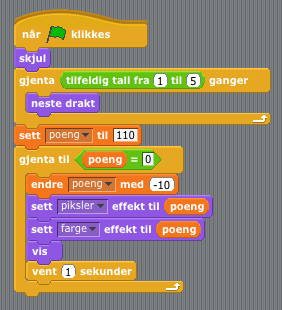 når klikkes
skjul
gjenta tilfeldig tall fra 1 til 5 ganger
neste drakt
sett poeng til 110
gjenta til poeng = 0
endre poeng med -10
sett piksler effekt til poeng
sett farge effekt til poeng
vis
vent 1 sekunder